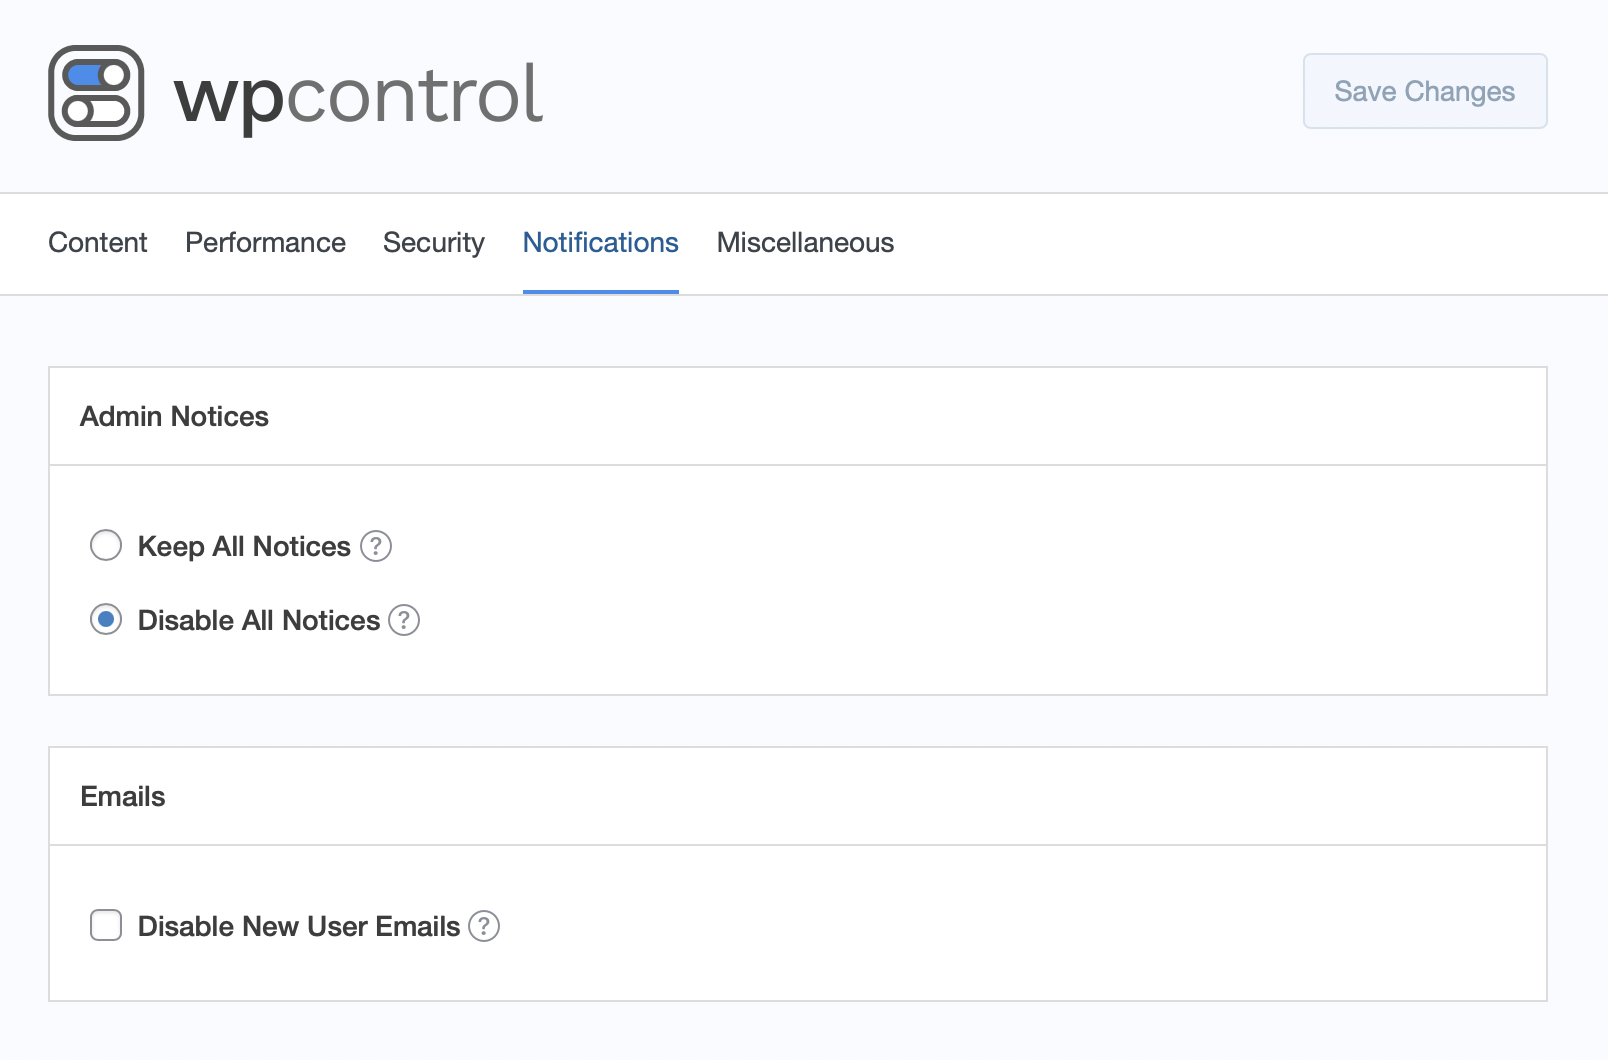 wpcontrol
Save Changes
Content Performance Security Notifications Miscellaneous
Admin Notices
Keep All Notices ?
Disable All Notices ?
Emails
Disable New User Emails ?